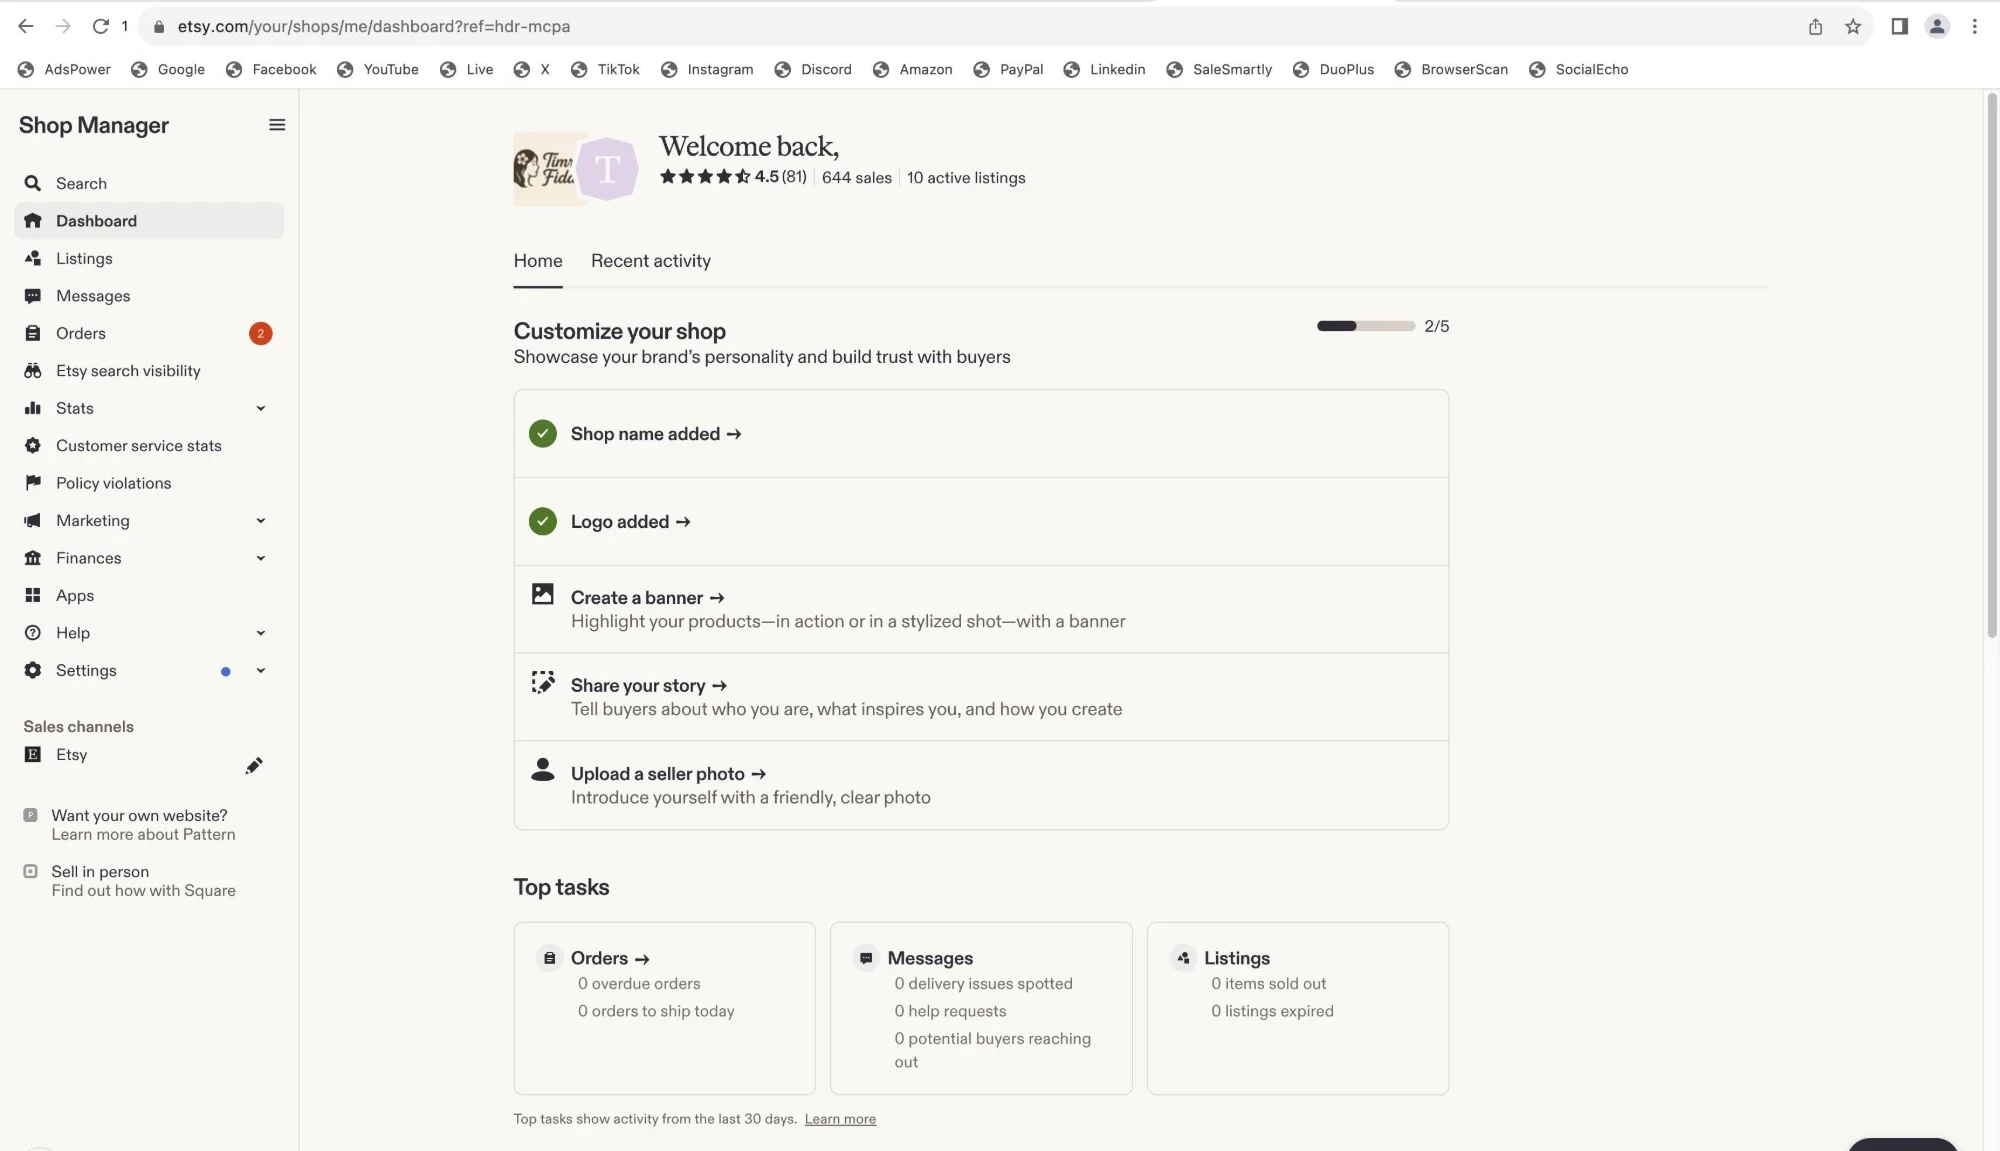 1 etsy.com/your/shops/me/dashboard?ref=hdr-mcpa
AdsPower Google Facebook YouTube Live X TikTok Instagram Discord Amazon PayPal Linkedin SaleSmartly DuoPlus BrowserScan SocialEcho
Shop Manager
Search
Dashboard
Listings
Messages
Orders 2
Etsy search visibility
Stats
Customer service stats
Policy violations
Marketing
Finances
Apps
Help
Settings
Sales channels
E Etsy
P Want your own website?
Learn more about Pattern
Sell in person
Find out how with Square
T
Welcome back,
4.5 (81) 644 sales 10 active listings
Home Recent activity
Customize your shop 2/5
Showcase your brand's personality and build trust with buyers
Shop name added →
Logo added →
Create a banner →
Highlight your products—in action or in a stylized shot—with a banner
Share your story →
Tell buyers about who you are, what inspires you, and how you create
Upload a seller photo →
Introduce yourself with a friendly, clear photo
Top tasks
Orders →
0 overdue orders
0 orders to ship today
Messages
0 delivery issues spotted
0 help requests
0 potential buyers reaching
out
Listings
0 items sold out
0 listings expired
Top tasks show activity from the last 30 days. Learn more